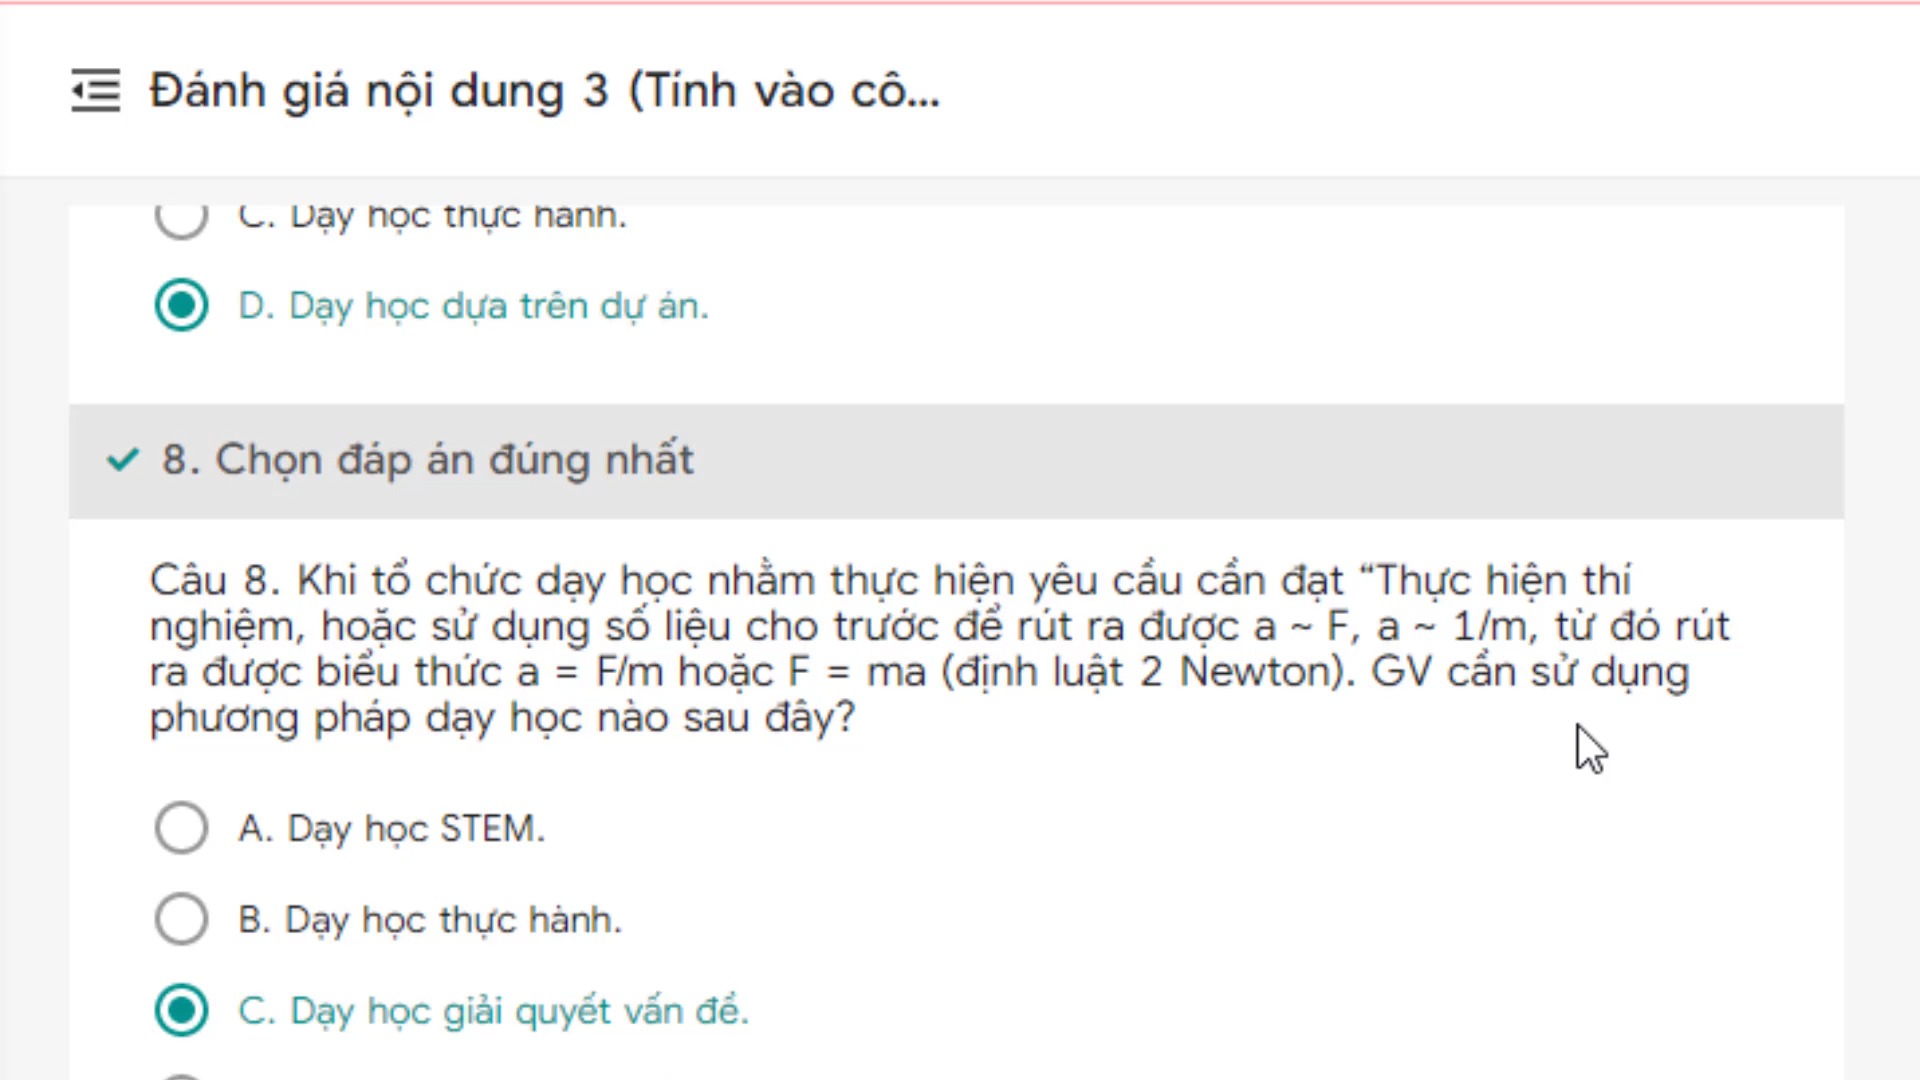 Đánh giá nội dung 3 (Tính vào cô...
C. Dạy học thực hành.
D. Dạy học dựa trên dự án.
8. Chọn đáp án đúng nhất
Câu 8. Khi tổ chức dạy học nhằm thực hiện yêu cầu cần đạt “Thực hiện thí
nghiệm, hoặc sử dụng số liệu cho trước để rút ra được a ~ F, a ~ 1/m, từ đó rút
ra được biểu thức a = F/m hoặc F = ma (định luật 2 Newton). GV cần sử dụng
phương pháp dạy học nào sau đây?
A. Dạy học STEM.
B. Dạy học thực hành.
C. Dạy học giải quyết vấn đề.